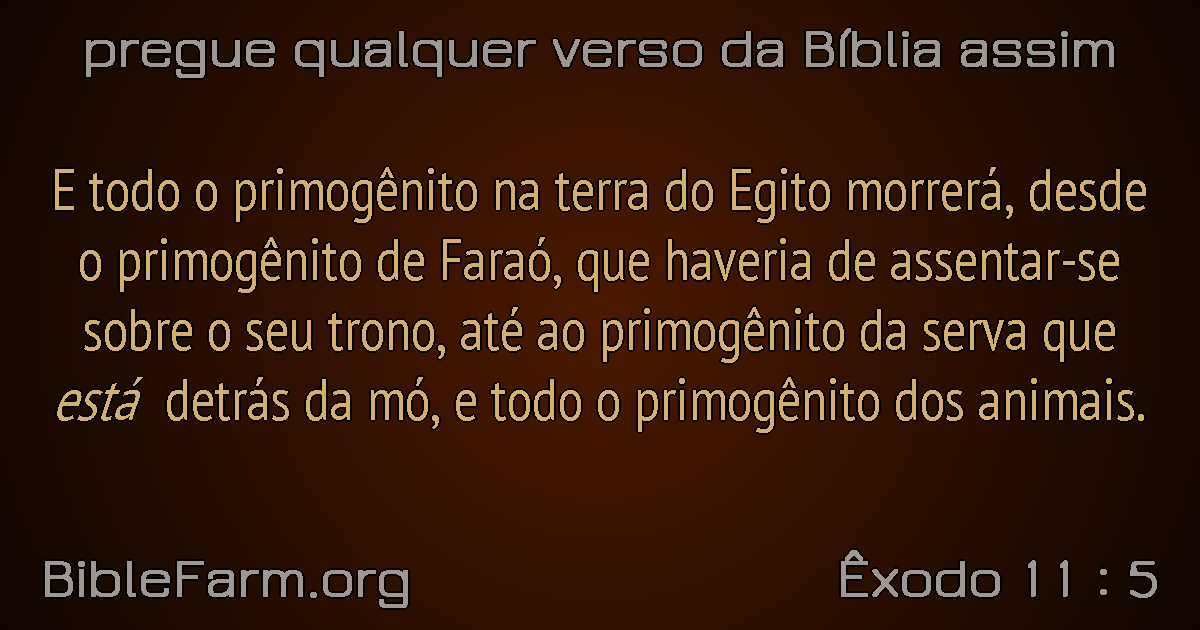 pregue qualquer verso da Bíblia assim
E todo o primogênito na terra do Egito morrerá, desde
o primogênito de Faraó, que haveria de assentar-se
sobre o seu trono, até ao primogênito da serva que
está detrás da mó, e todo o primogênito dos animais.
BibleFarm.org
Êxodo 11 : 5